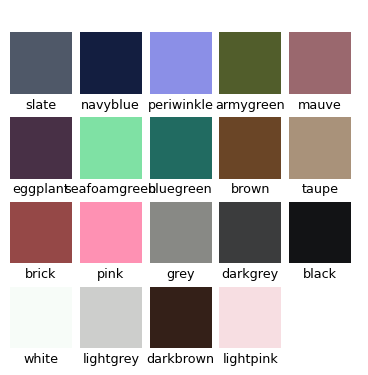 slate navyblue periwinkle armygreen mauve
eggplant seafoamgreen bluegreen brown taupe
brick pink grey darkgrey black
white lightgrey darkbrown lightpink